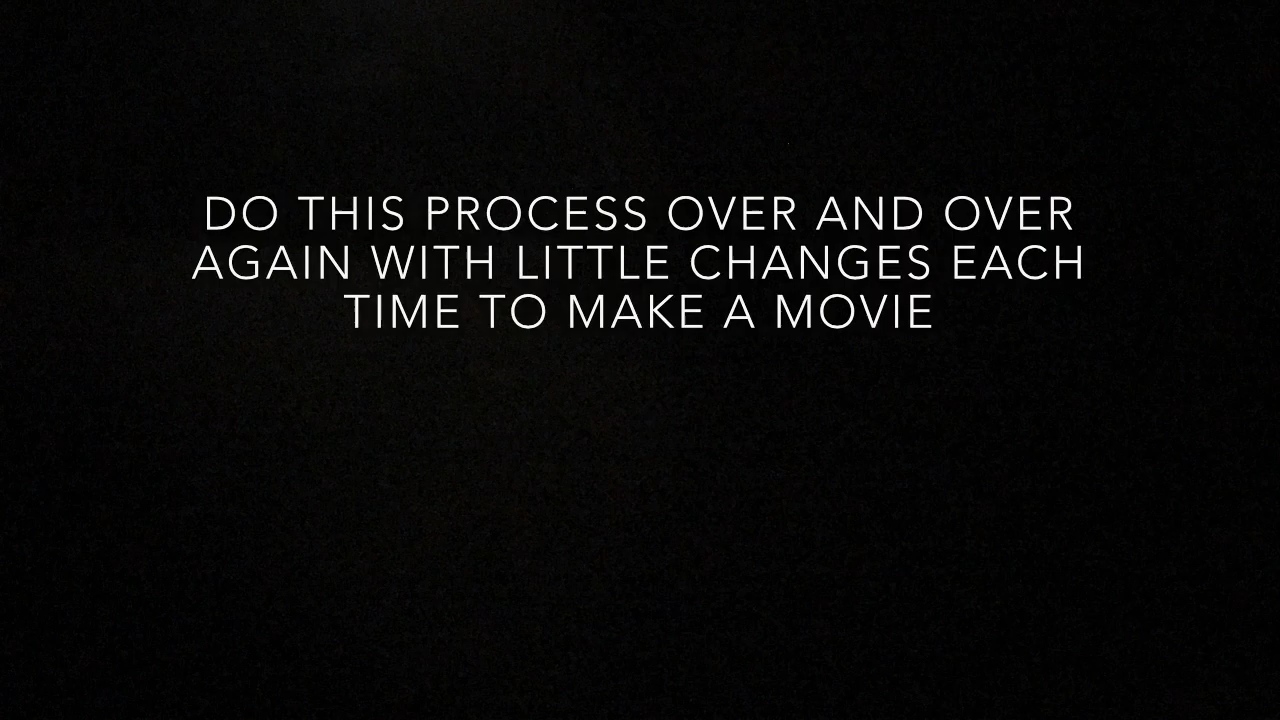 DO THIS PROCESS OVER AND OVER
AGAIN WITH LITTLE CHANGES EACH
TIME TO MAKE A MOVIE